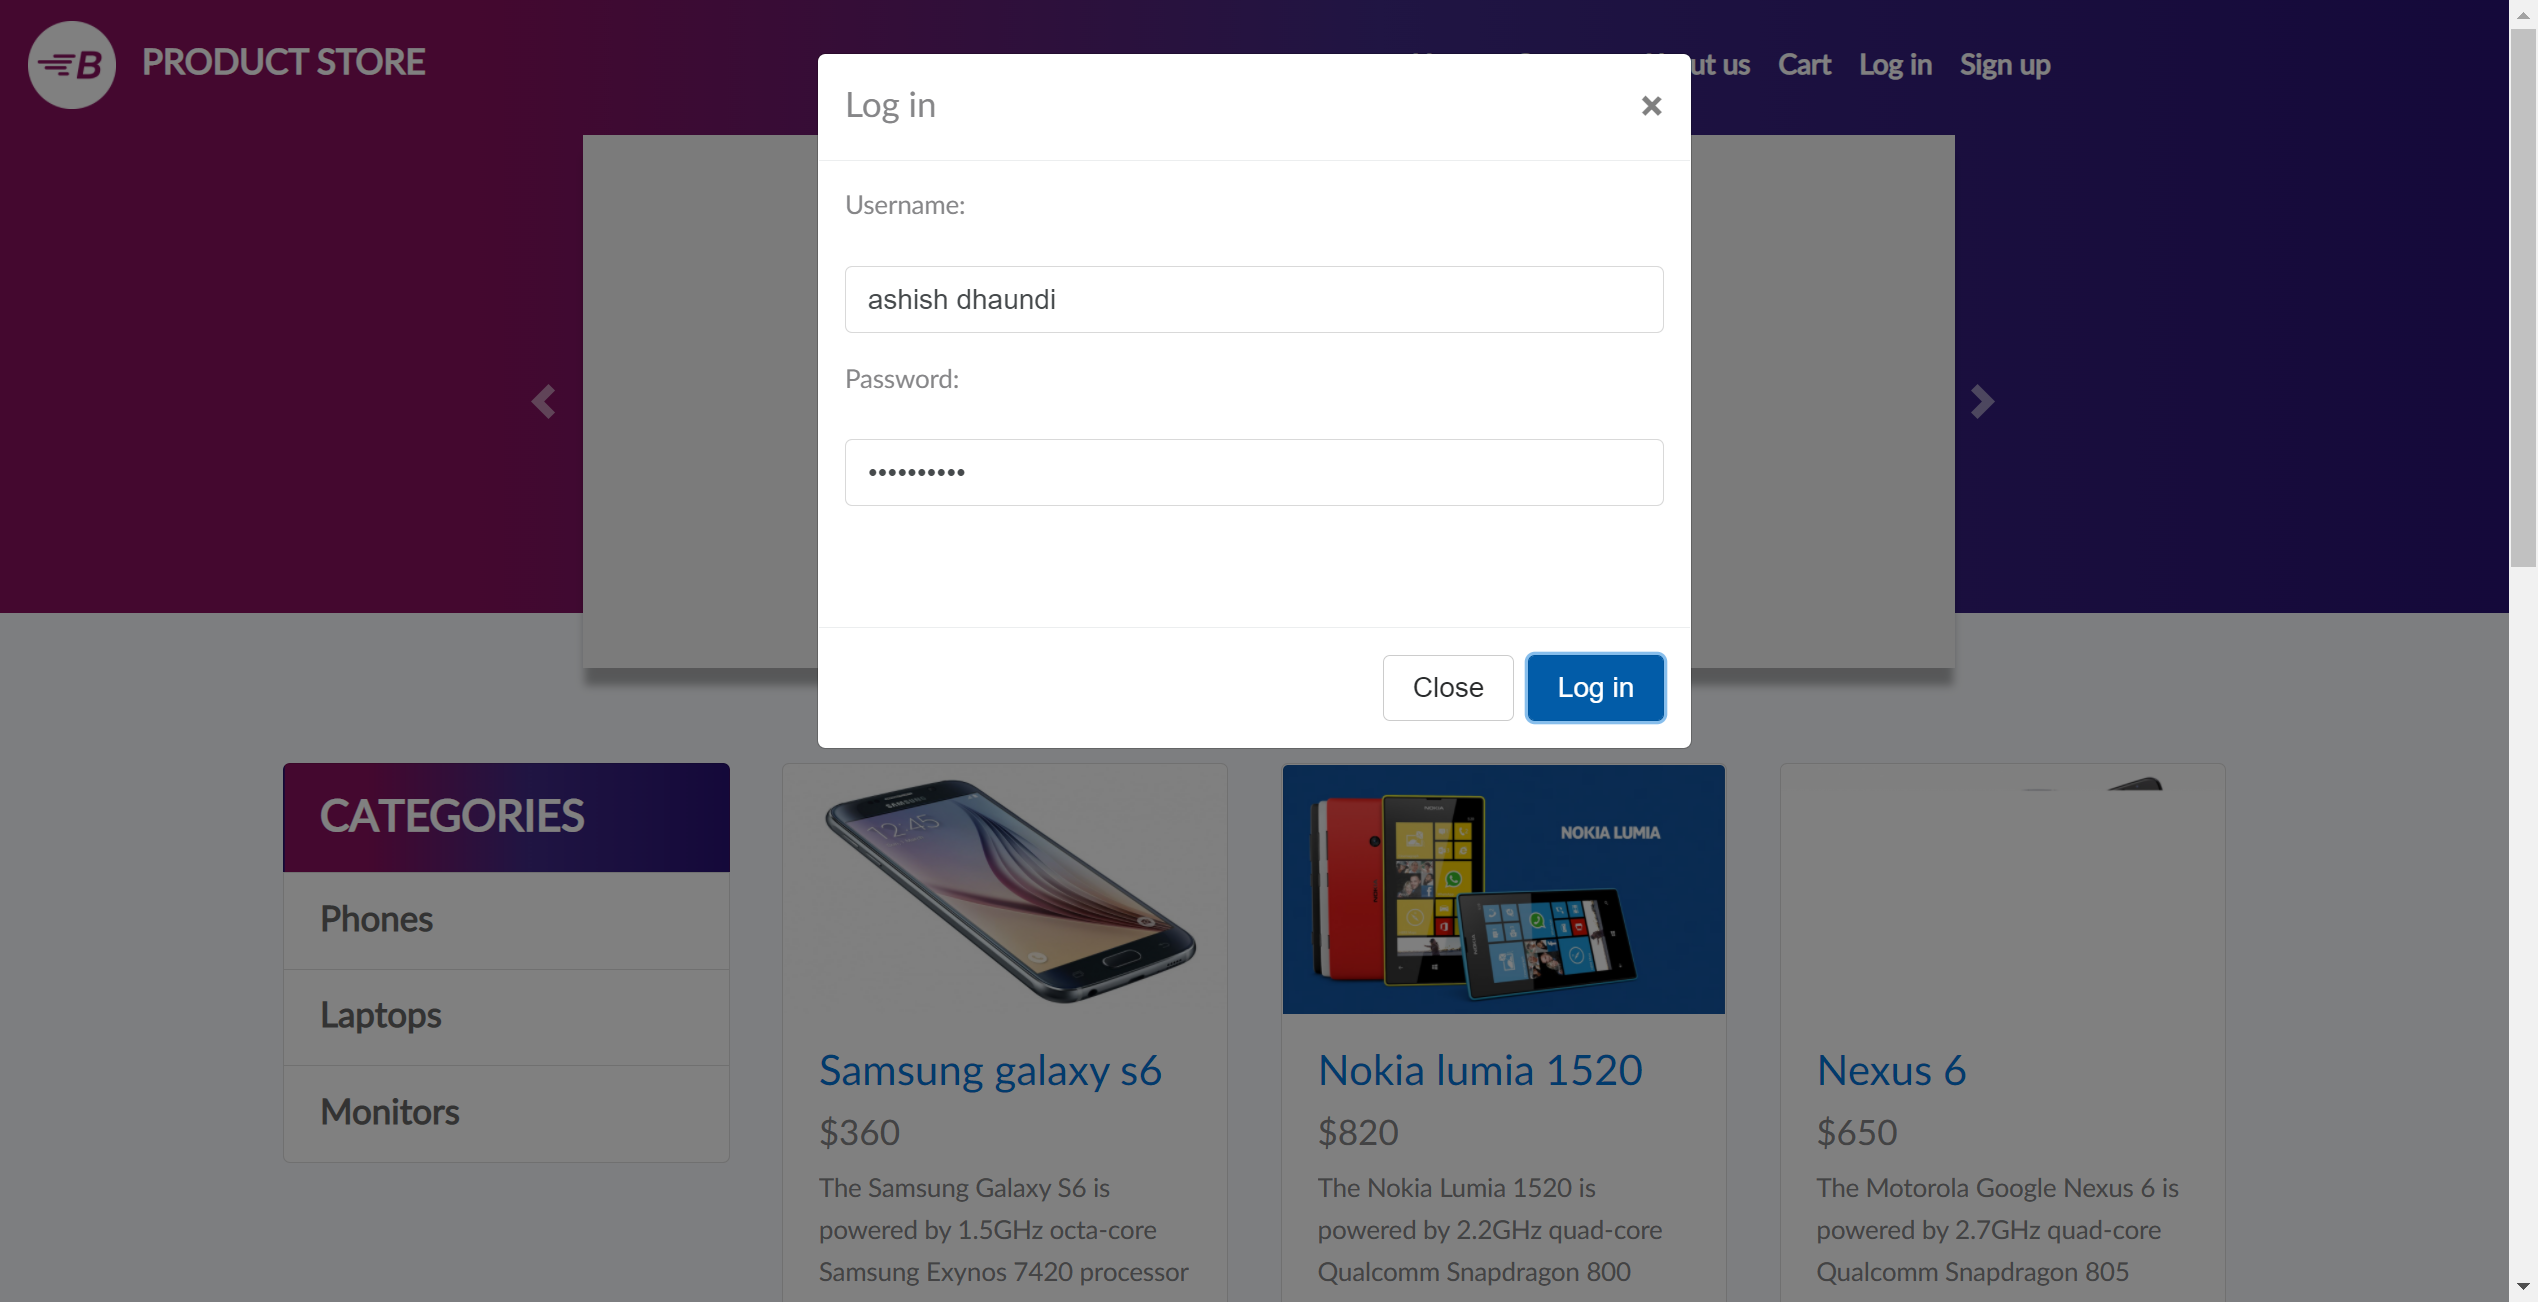 PRODUCT STORE
ut us
Cart
Log in
Sign up
Log in
×
Username:
ashish dhaundi
Password:
••••••••••
Close
Log in
CATEGORIES
Phones
Laptops
Monitors
SAMSUNG
12:45
NOKIA LUMIA
Samsung galaxy s6
$360
The Samsung Galaxy S6 is
powered by 1.5GHz octa-core
Samsung Exynos 7420 processor
Nokia lumia 1520
$820
The Nokia Lumia 1520 is
powered by 2.2GHz quad-core
Qualcomm Snapdragon 800
Nexus 6
$650
The Motorola Google Nexus 6 is
powered by 2.7GHz quad-core
Qualcomm Snapdragon 805